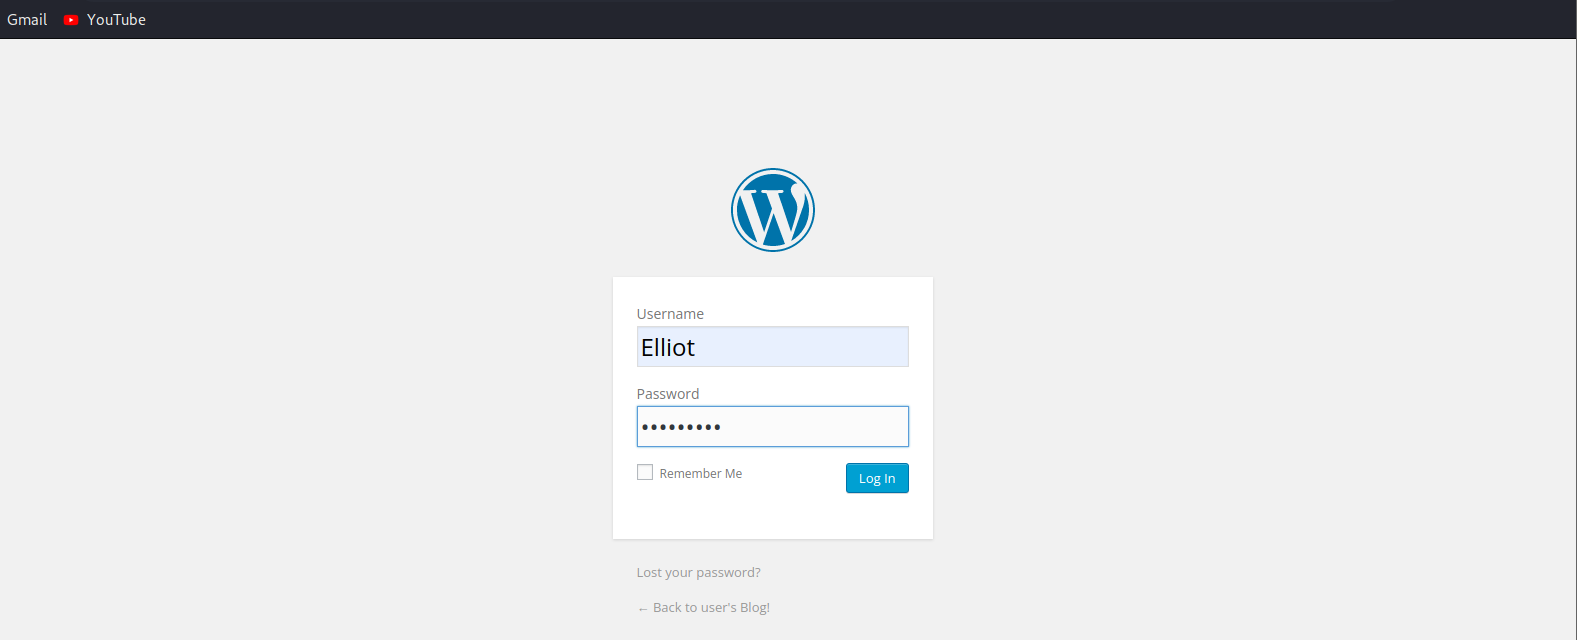 Gmail YouTube
Username
Elliot
Password
•••••••••
Remember Me Log In
Lost your password?
← Back to user's Blog!